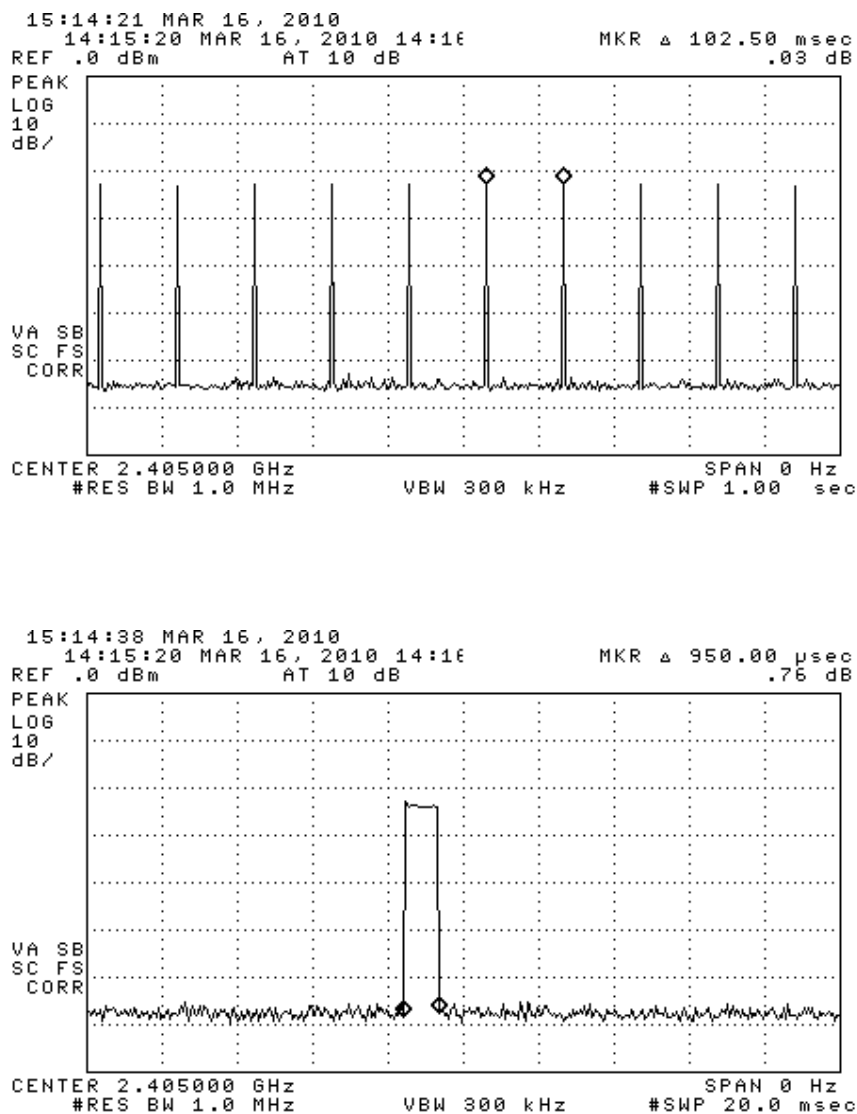 15:14:21 MAR 16, 2010
14:15:20 MAR 16, 2010 14:16 MKR Δ 102.50 msec
REF .0 dBm AT 10 dB .03 dB
PEAK
LOG
10
dB/
VA SB
SC FS
CORR
CENTER 2.405000 GHz SPAN 0 Hz
#RES BW 1.0 MHz VBW 300 kHz #SWP 1.00 sec
15:14:38 MAR 16, 2010
14:15:20 MAR 16, 2010 14:16 MKR Δ 950.00 µsec
REF .0 dBm AT 10 dB .76 dB
PEAK
LOG
10
dB/
VA SB
SC FS
CORR
CENTER 2.405000 GHz SPAN 0 Hz
#RES BW 1.0 MHz VBW 300 kHz #SWP 20.0 msec